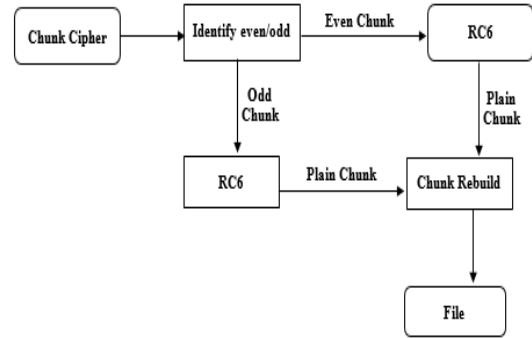 Chunk Cipher
Identify even/odd
Even Chunk
RC6
Odd
Chunk
Plain
Chunk
RC6
Plain Chunk
Chunk Rebuild
File